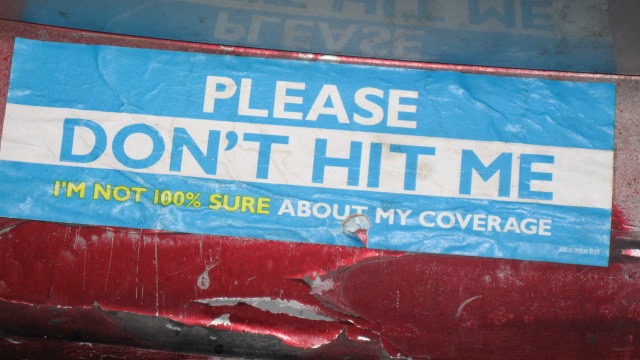 PLEASE
DON'T HIT ME
I'M NOT 100% SURE ABOUT MY COVERAGE